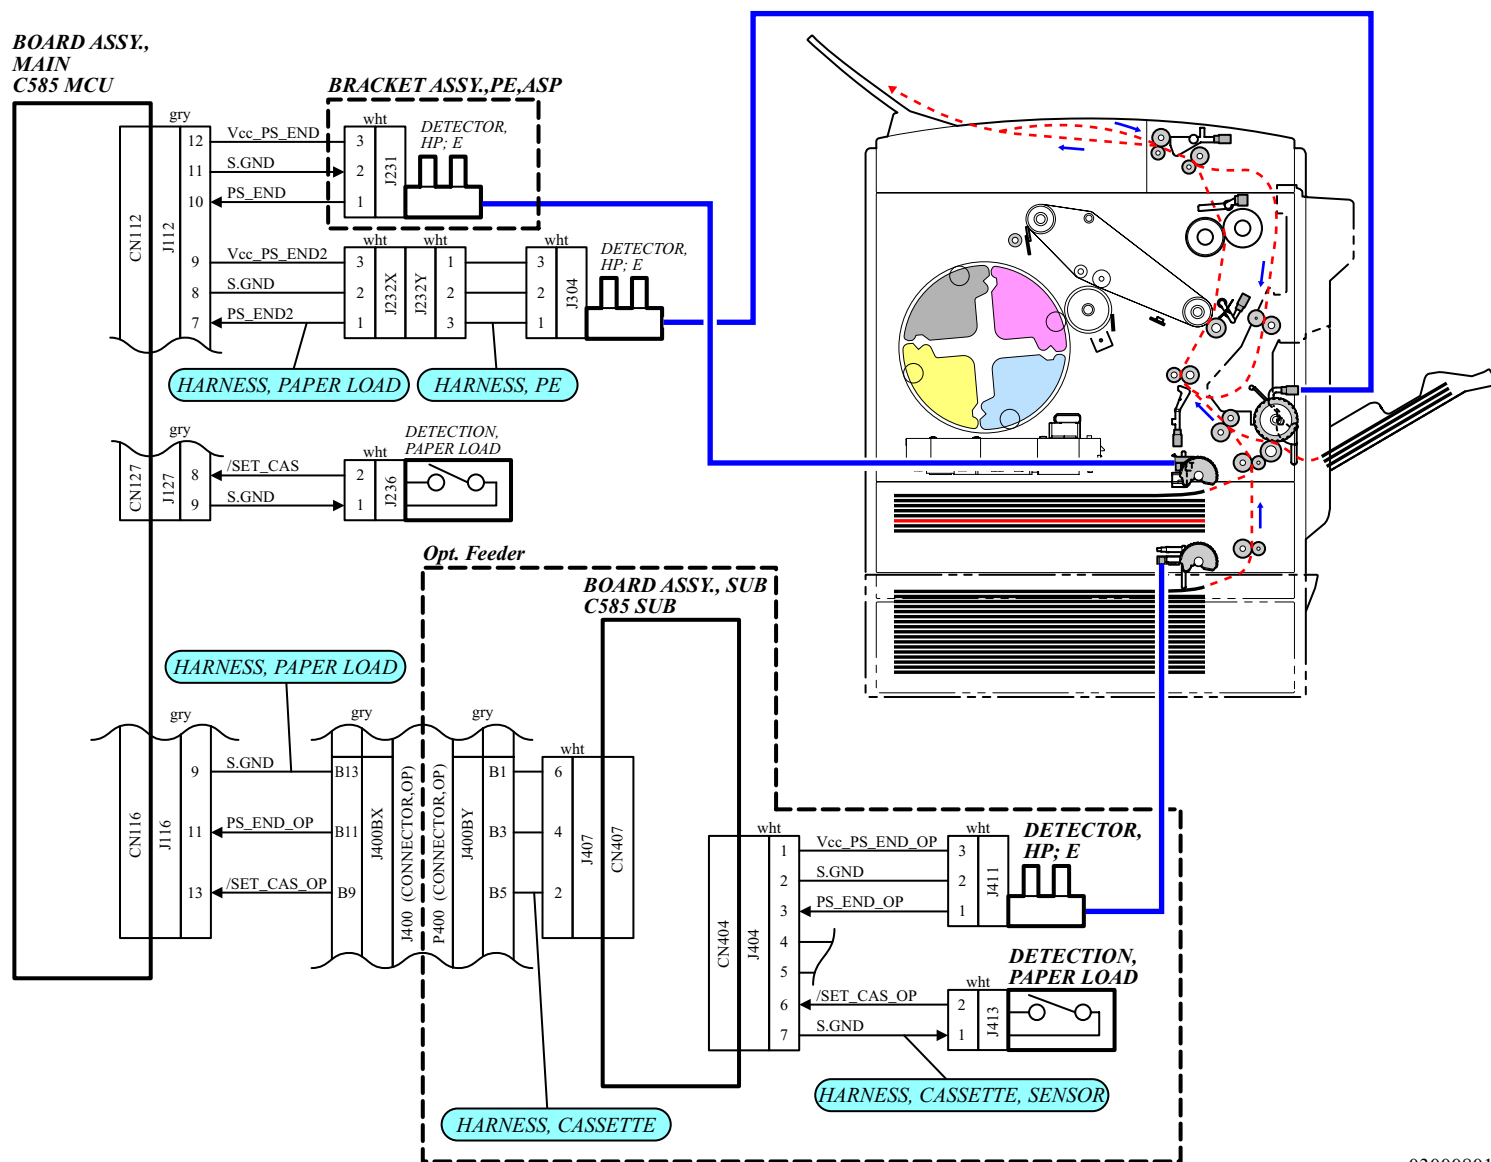 BOARD ASSY.,
MAIN
C585 MCU
BRACKET ASSY.,PE,ASP
gry
wht
DETECTOR,
HP; E
CN112
J112
12
Vcc_PS_END
3
11
S.GND
2
10
PS_END
1
J231
wht
wht
wht
DETECTOR,
HP; E
9
Vcc_PS_END2
3
1
3
8
S.GND
2
2
2
7
PS_END2
1
3
1
J232X
J232Y
J304
HARNESS, PAPER LOAD
HARNESS, PE
gry
wht
DETECTION,
PAPER LOAD
CN127
J127
8
/SET_CAS
2
9
S.GND
1
J236
Opt. Feeder
BOARD ASSY., SUB
C585 SUB
HARNESS, PAPER LOAD
gry
gry
gry
wht
CN116
J116
9
S.GND
B13
B1
6
11
PS_END_OP
B11
B3
4
13
/SET_CAS_OP
B9
B5
2
J400BX
J400 (CONNECTOR,OP)
P400 (CONNECTOR,OP)
J400BY
J407
CN407
wht
wht
DETECTOR,
HP; E
CN404
J404
1
Vcc_PS_END_OP
3
2
S.GND
2
3
PS_END_OP
1
J411
4
5
wht
DETECTION,
PAPER LOAD
6
/SET_CAS_OP
2
7
S.GND
1
J413
HARNESS, CASSETTE, SENSOR
HARNESS, CASSETTE